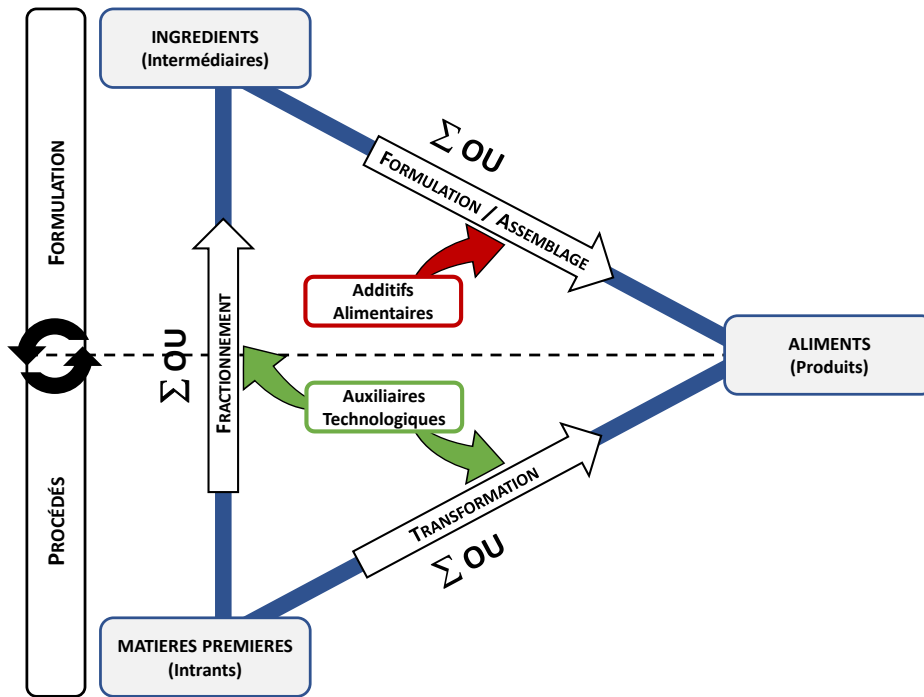 INGREDIENTS
(Intermédiaires)
FORMULATION
∑ OU
FORMULATION / ASSEMBLAGE
Additifs
Alimentaires
∑ OU
FRACTIONNEMENT
ALIMENTS
(Produits)
Auxiliaires
Technologiques
PROCÉDÉS
TRANSFORMATION
∑ OU
MATIERES PREMIERES
(Intrants)